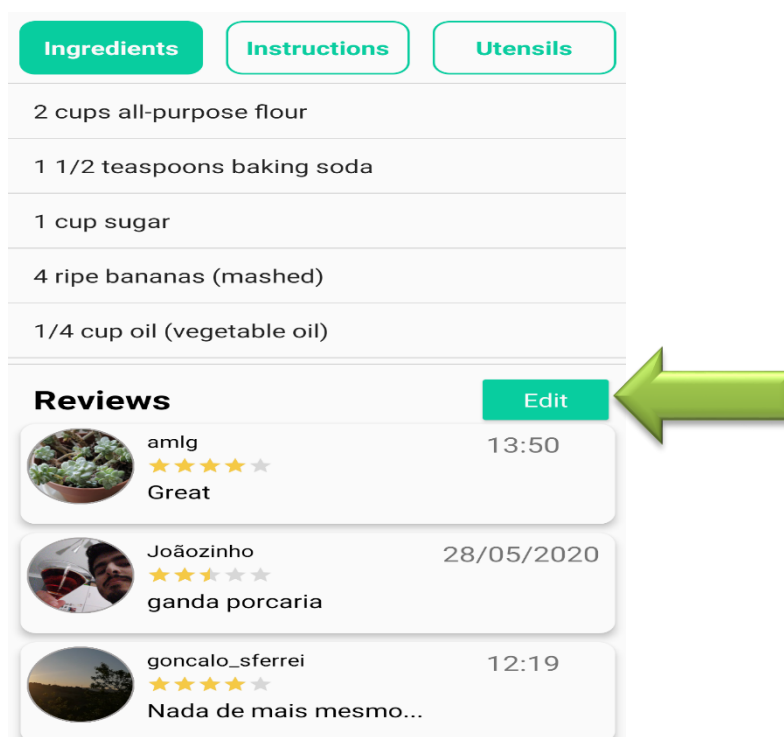 Ingredients Instructions Utensils
2 cups all-purpose flour
1 1/2 teaspoons baking soda
1 cup sugar
4 ripe bananas (mashed)
1/4 cup oil (vegetable oil)
Reviews Edit
amlg 13:50
Great
Joãozinho 28/05/2020
ganda porcaria
goncalo_sferrei 12:19
Nada de mais mesmo...